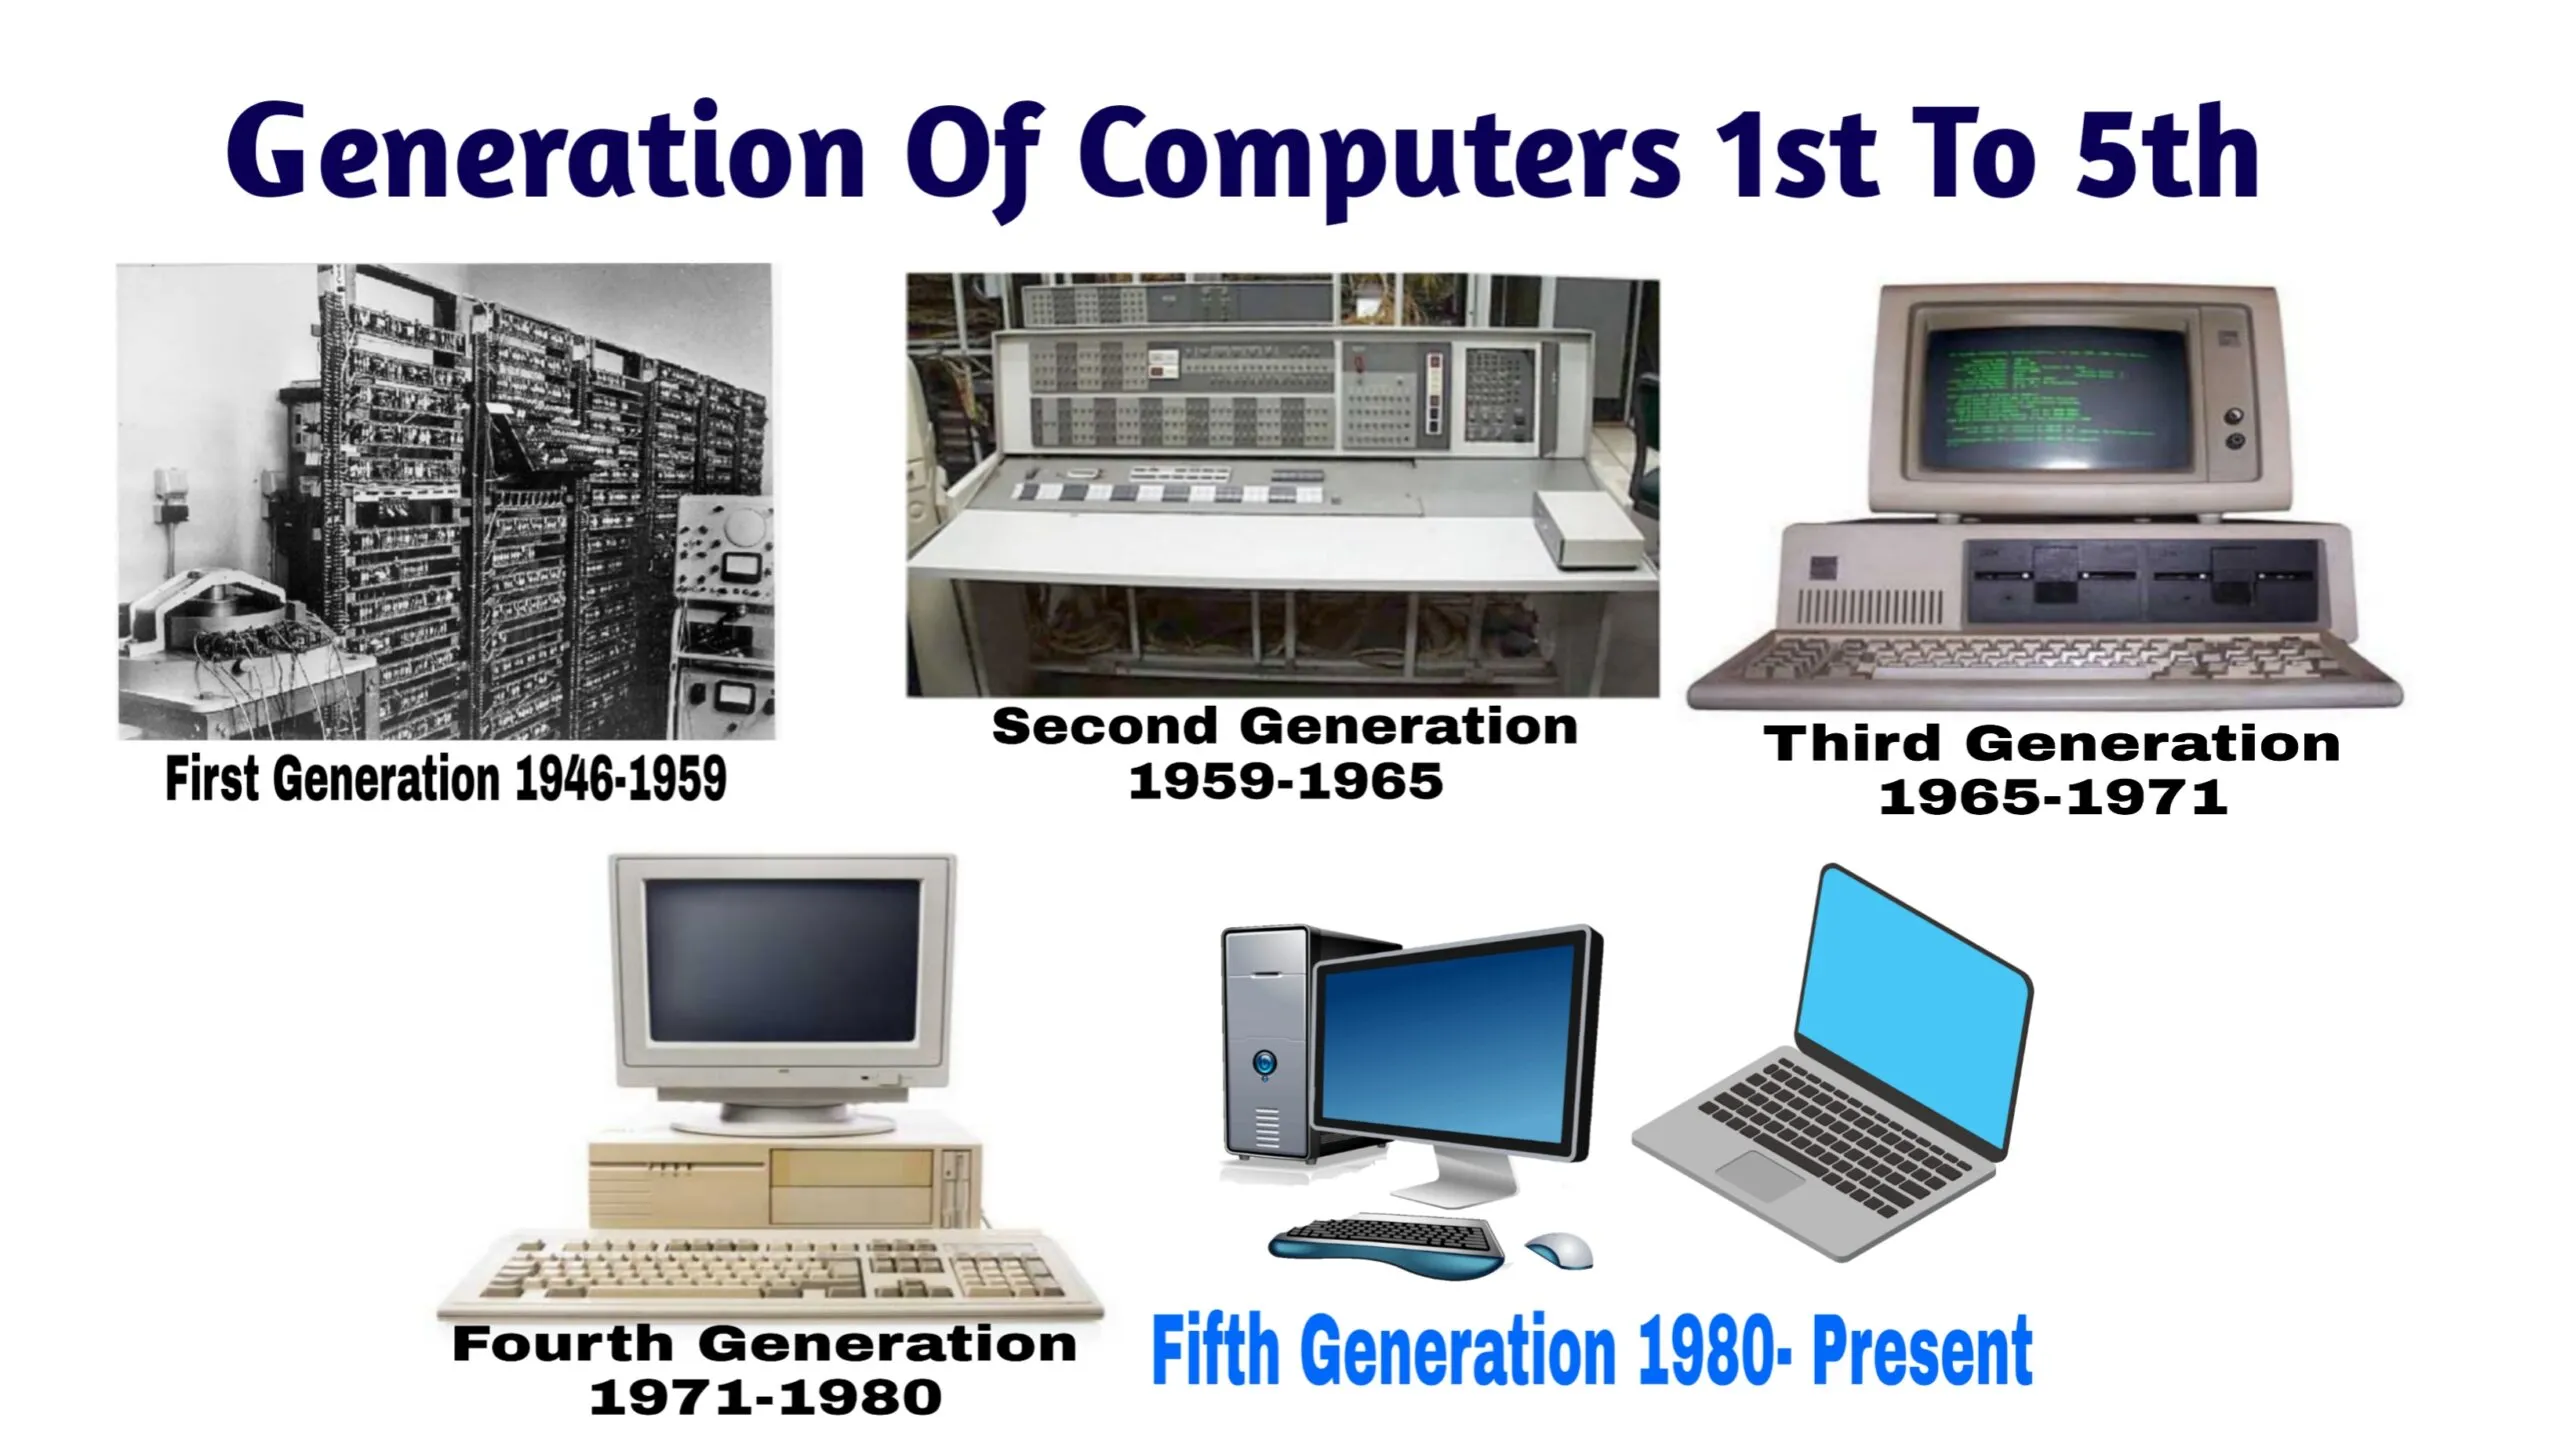 Generation Of Computers 1st To 5th
First Generation 1946-1959
Second Generation
1959-1965
Third Generation
1965-1971
Fourth Generation
1971-1980
Fifth Generation 1980- Present